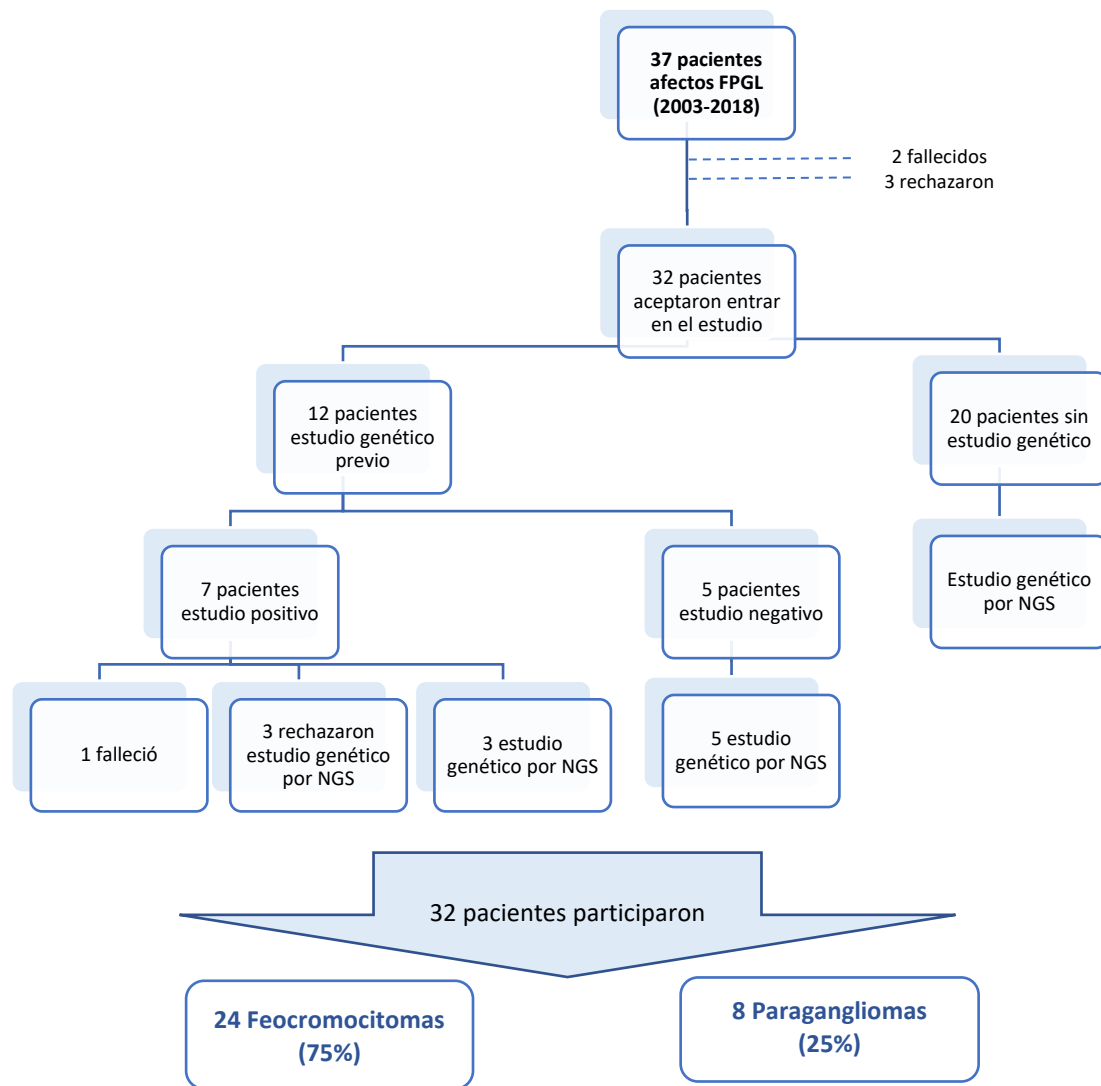 37 pacientes
afectos FPGL
(2003-2018)
2 fallecidos
3 rechazaron
32 pacientes
aceptaron entrar
en el estudio
12 pacientes
estudio genético
previo
20 pacientes sin
estudio genético
7 pacientes
estudio positivo
5 pacientes
estudio negativo
Estudio genético
por NGS
1 falleció
3 rechazaron
estudio genético
por NGS
3 estudio
genético por NGS
5 estudio
genético por NGS
32 pacientes participaron
24 Feocromocitomas
(75%)
8 Paragangliomas
(25%)